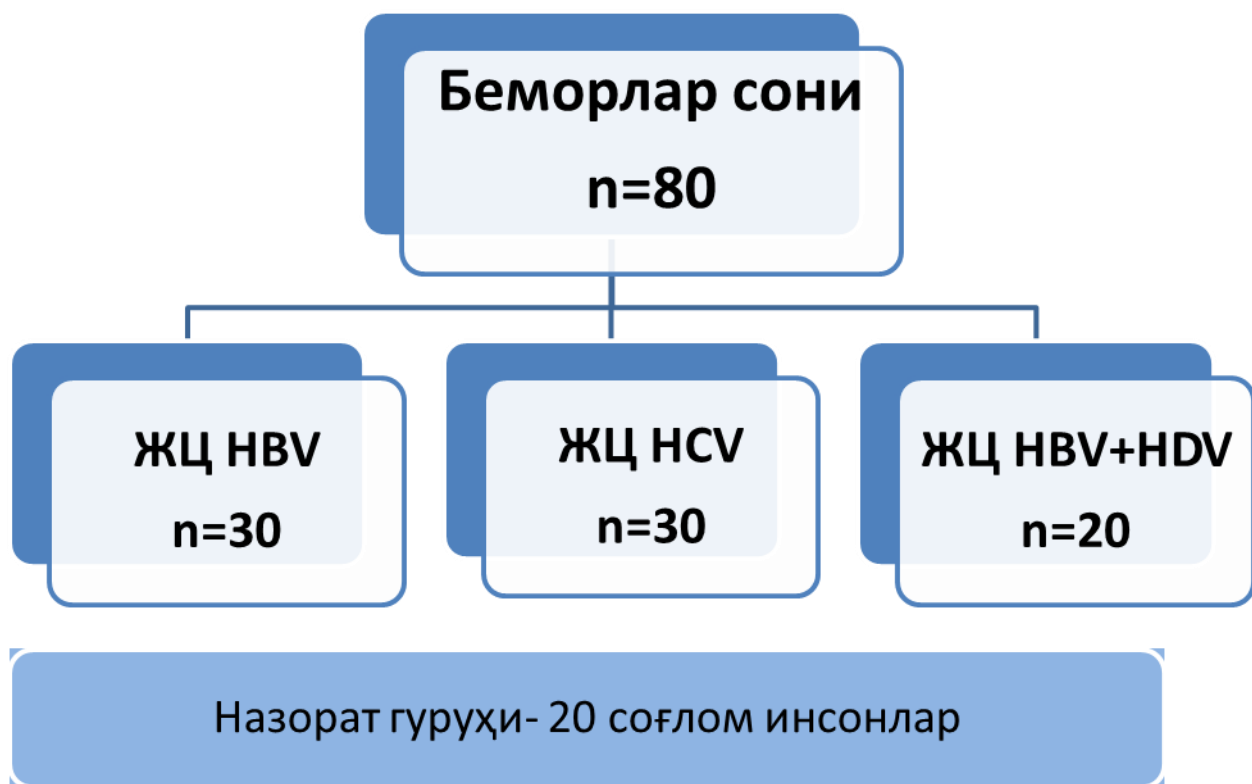 Беморлар сони
n=80
ЖЦ HBV
n=30
ЖЦ HCV
n=30
ЖЦ HBV+HDV
n=20
Назорат гуруҳи- 20 соғлом инсонлар